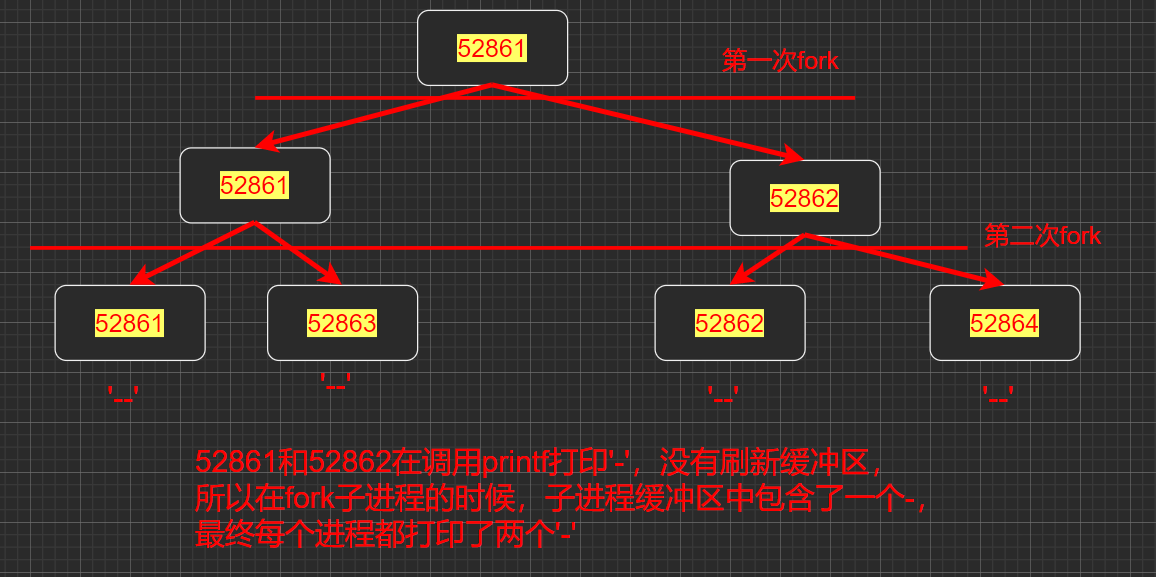 52861
第一次fork
52861
52862
第二次fork
52861
52863
52862
52864
'--'
'--'
'--'
'--'
52861和52862在调用printf打印'-'，没有刷新缓冲区，
所以在fork子进程的时候，子进程缓冲区中包含了一个-，
最终每个进程都打印了两个'-'